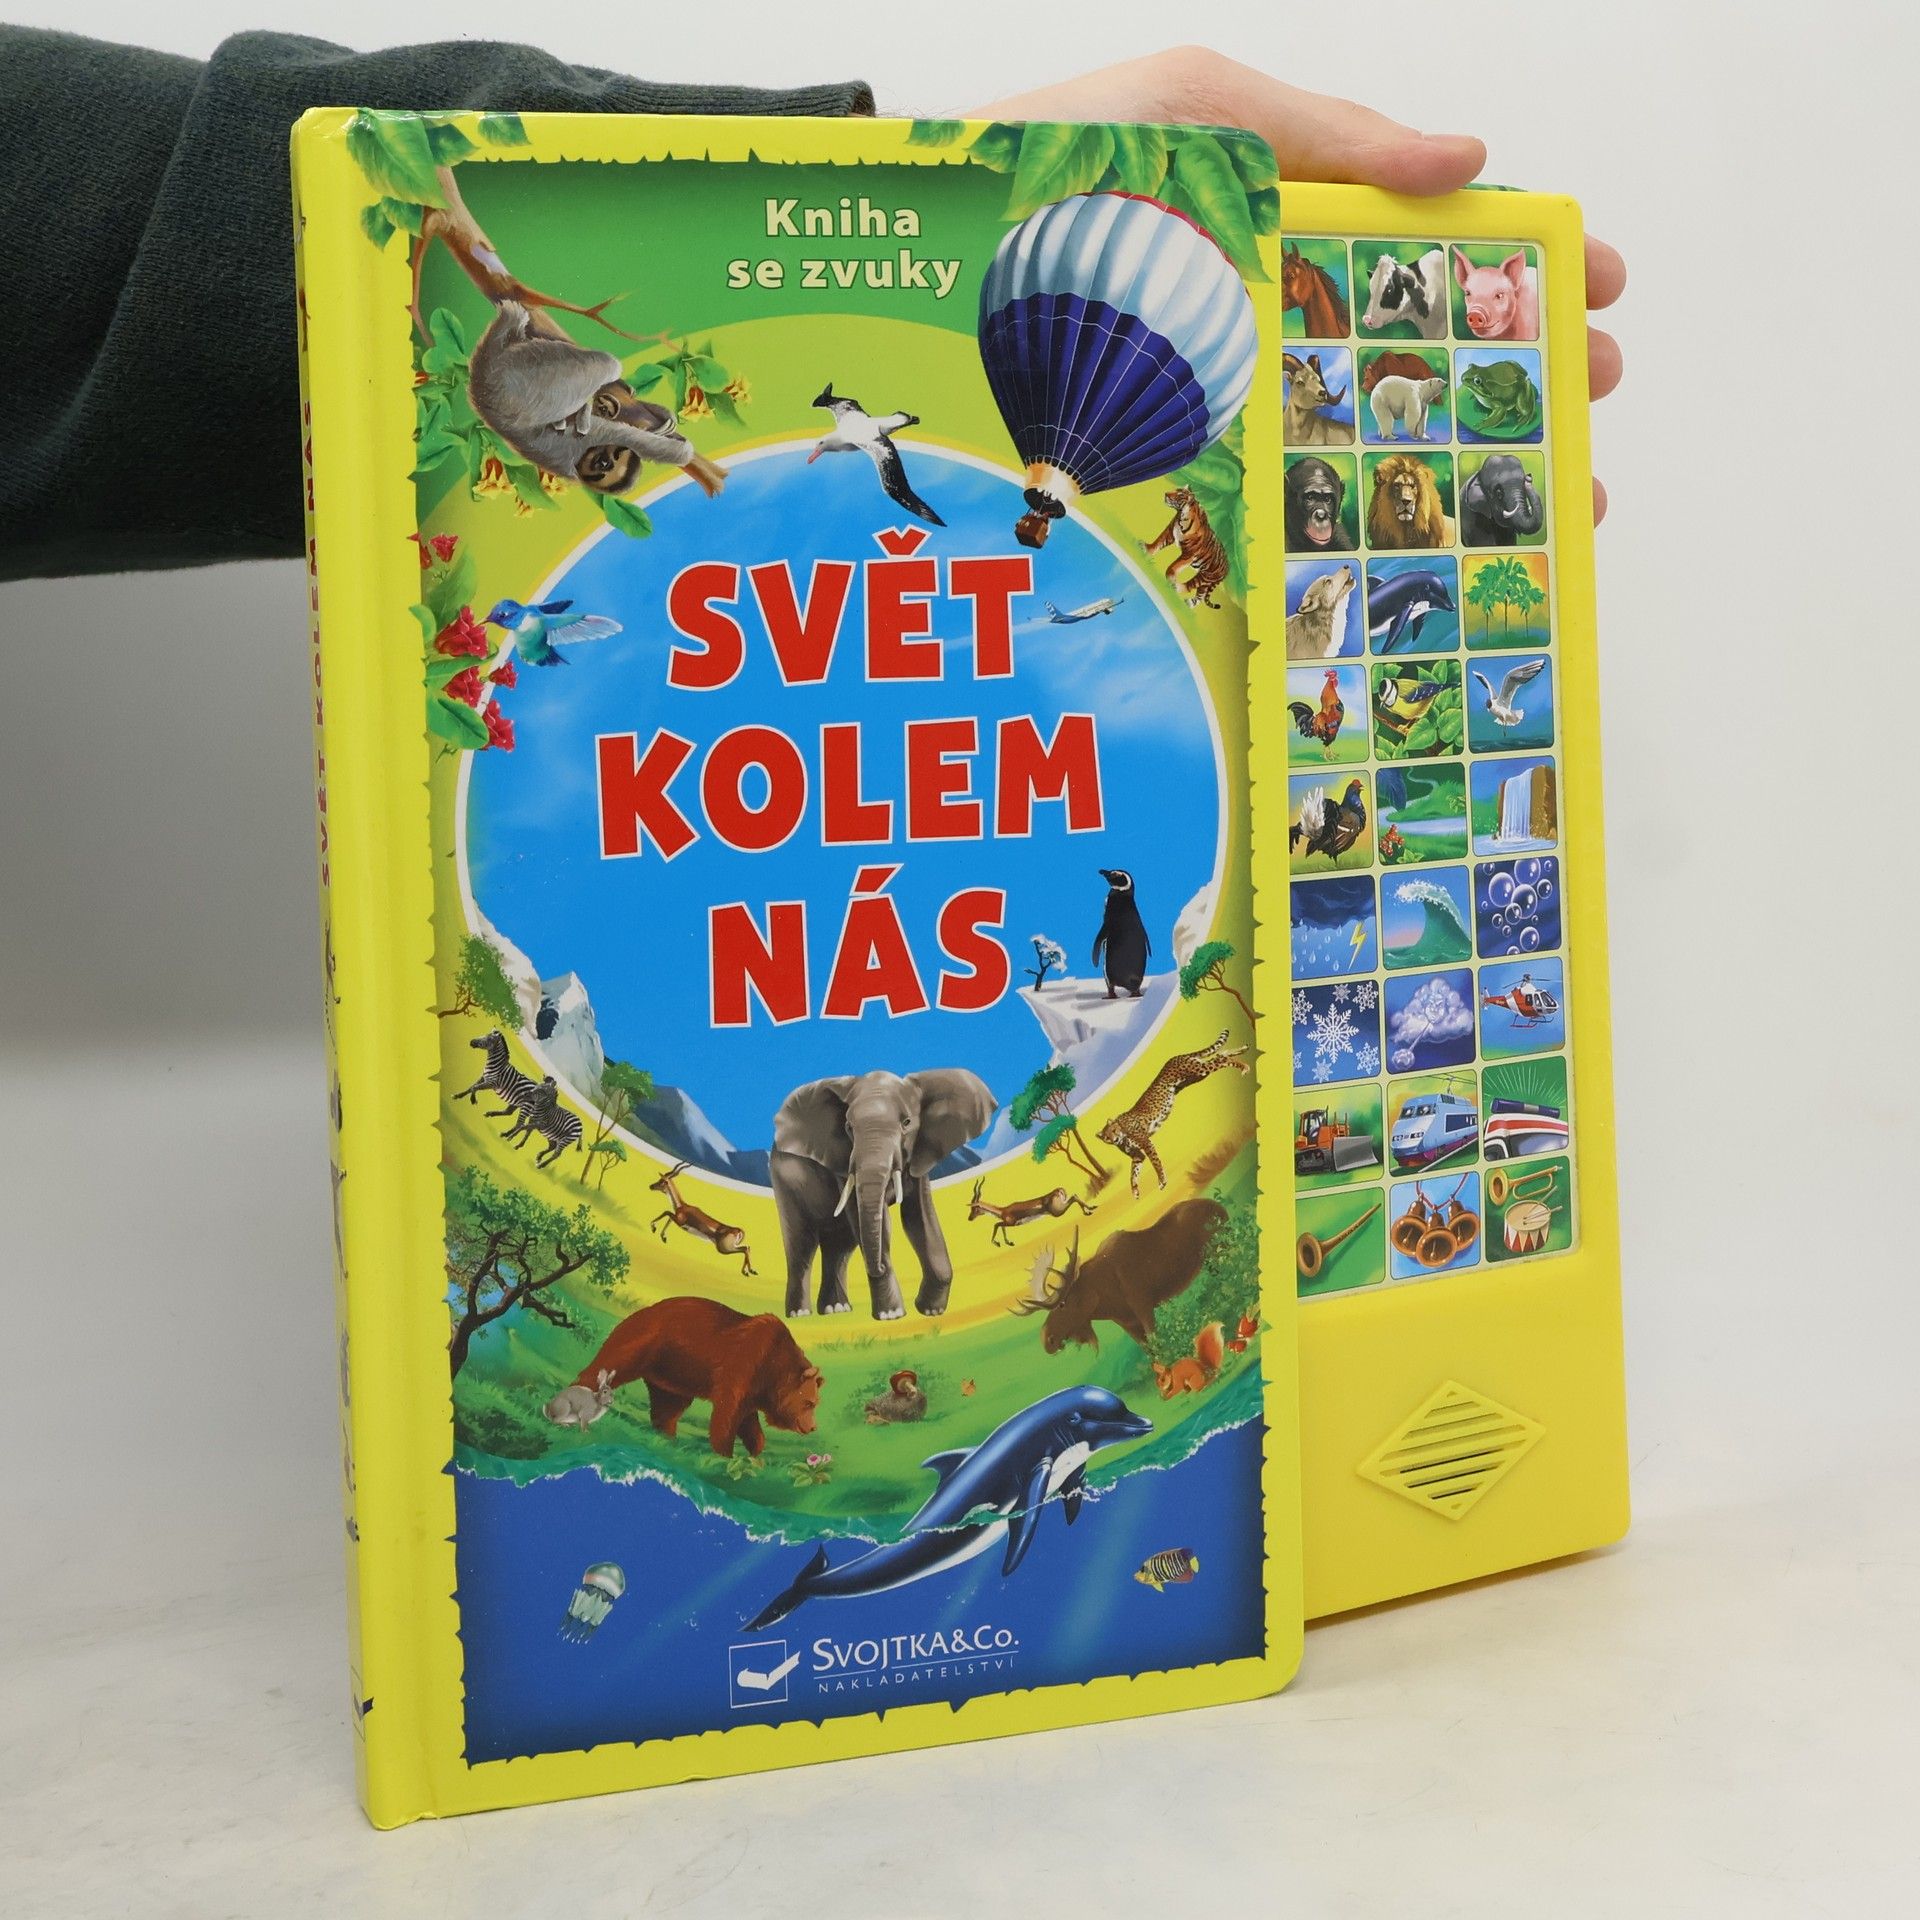 Kniha
se zvuky
SVĚT
KOLEM
NÁS
SVOJTKA&CO.
NAKLADATELSTVÍ
SVĚT KOLEM NÁS